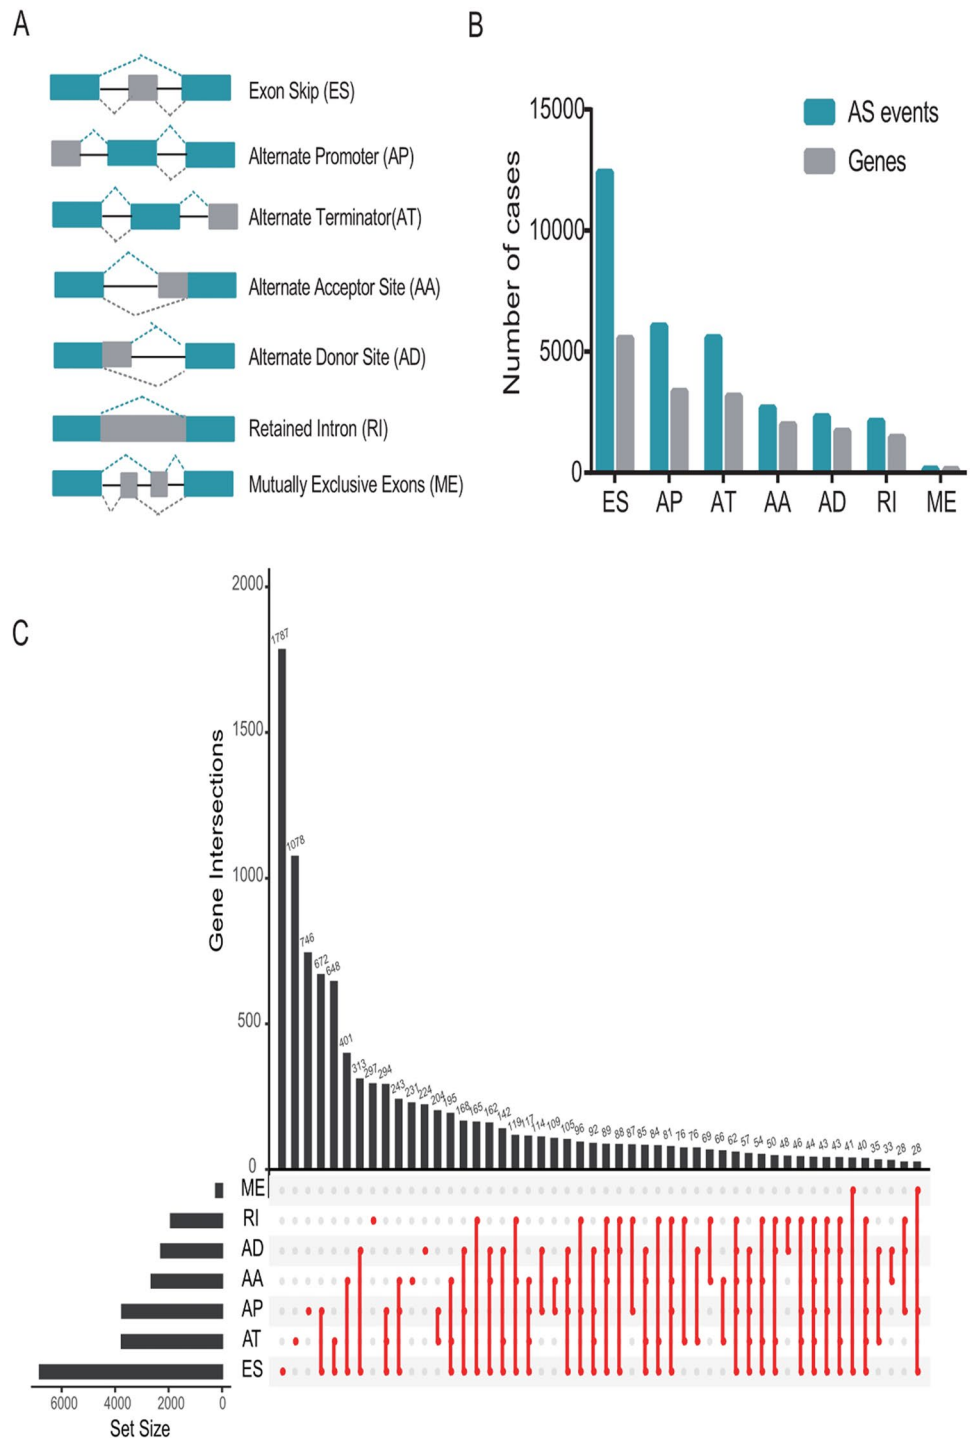 A
Exon Skip (ES)
Alternate Promoter (AP)
Alternate Terminator(AT)
Alternate Acceptor Site (AA)
Alternate Donor Site (AD)
Retained Intron (RI)
Mutually Exclusive Exons (ME)
B
Number of cases
15000
10000
5000
0
AS events
Genes
ES AP AT AA AD RI ME
C
Gene Intersections
2000
1500
1000
500
0
1787 1078 746 672 648 401 313 297 294 243 231 224 204 195 168 165 162 142 119 117 114 109 105 96 92 89 88 87 85 84 81 76 76 69 66 62 57 54 50 48 46 44 43 43 41 40 35 33 28 28
ME
RI
AD
AA
AP
AT
ES
6000 4000 2000 0
Set Size